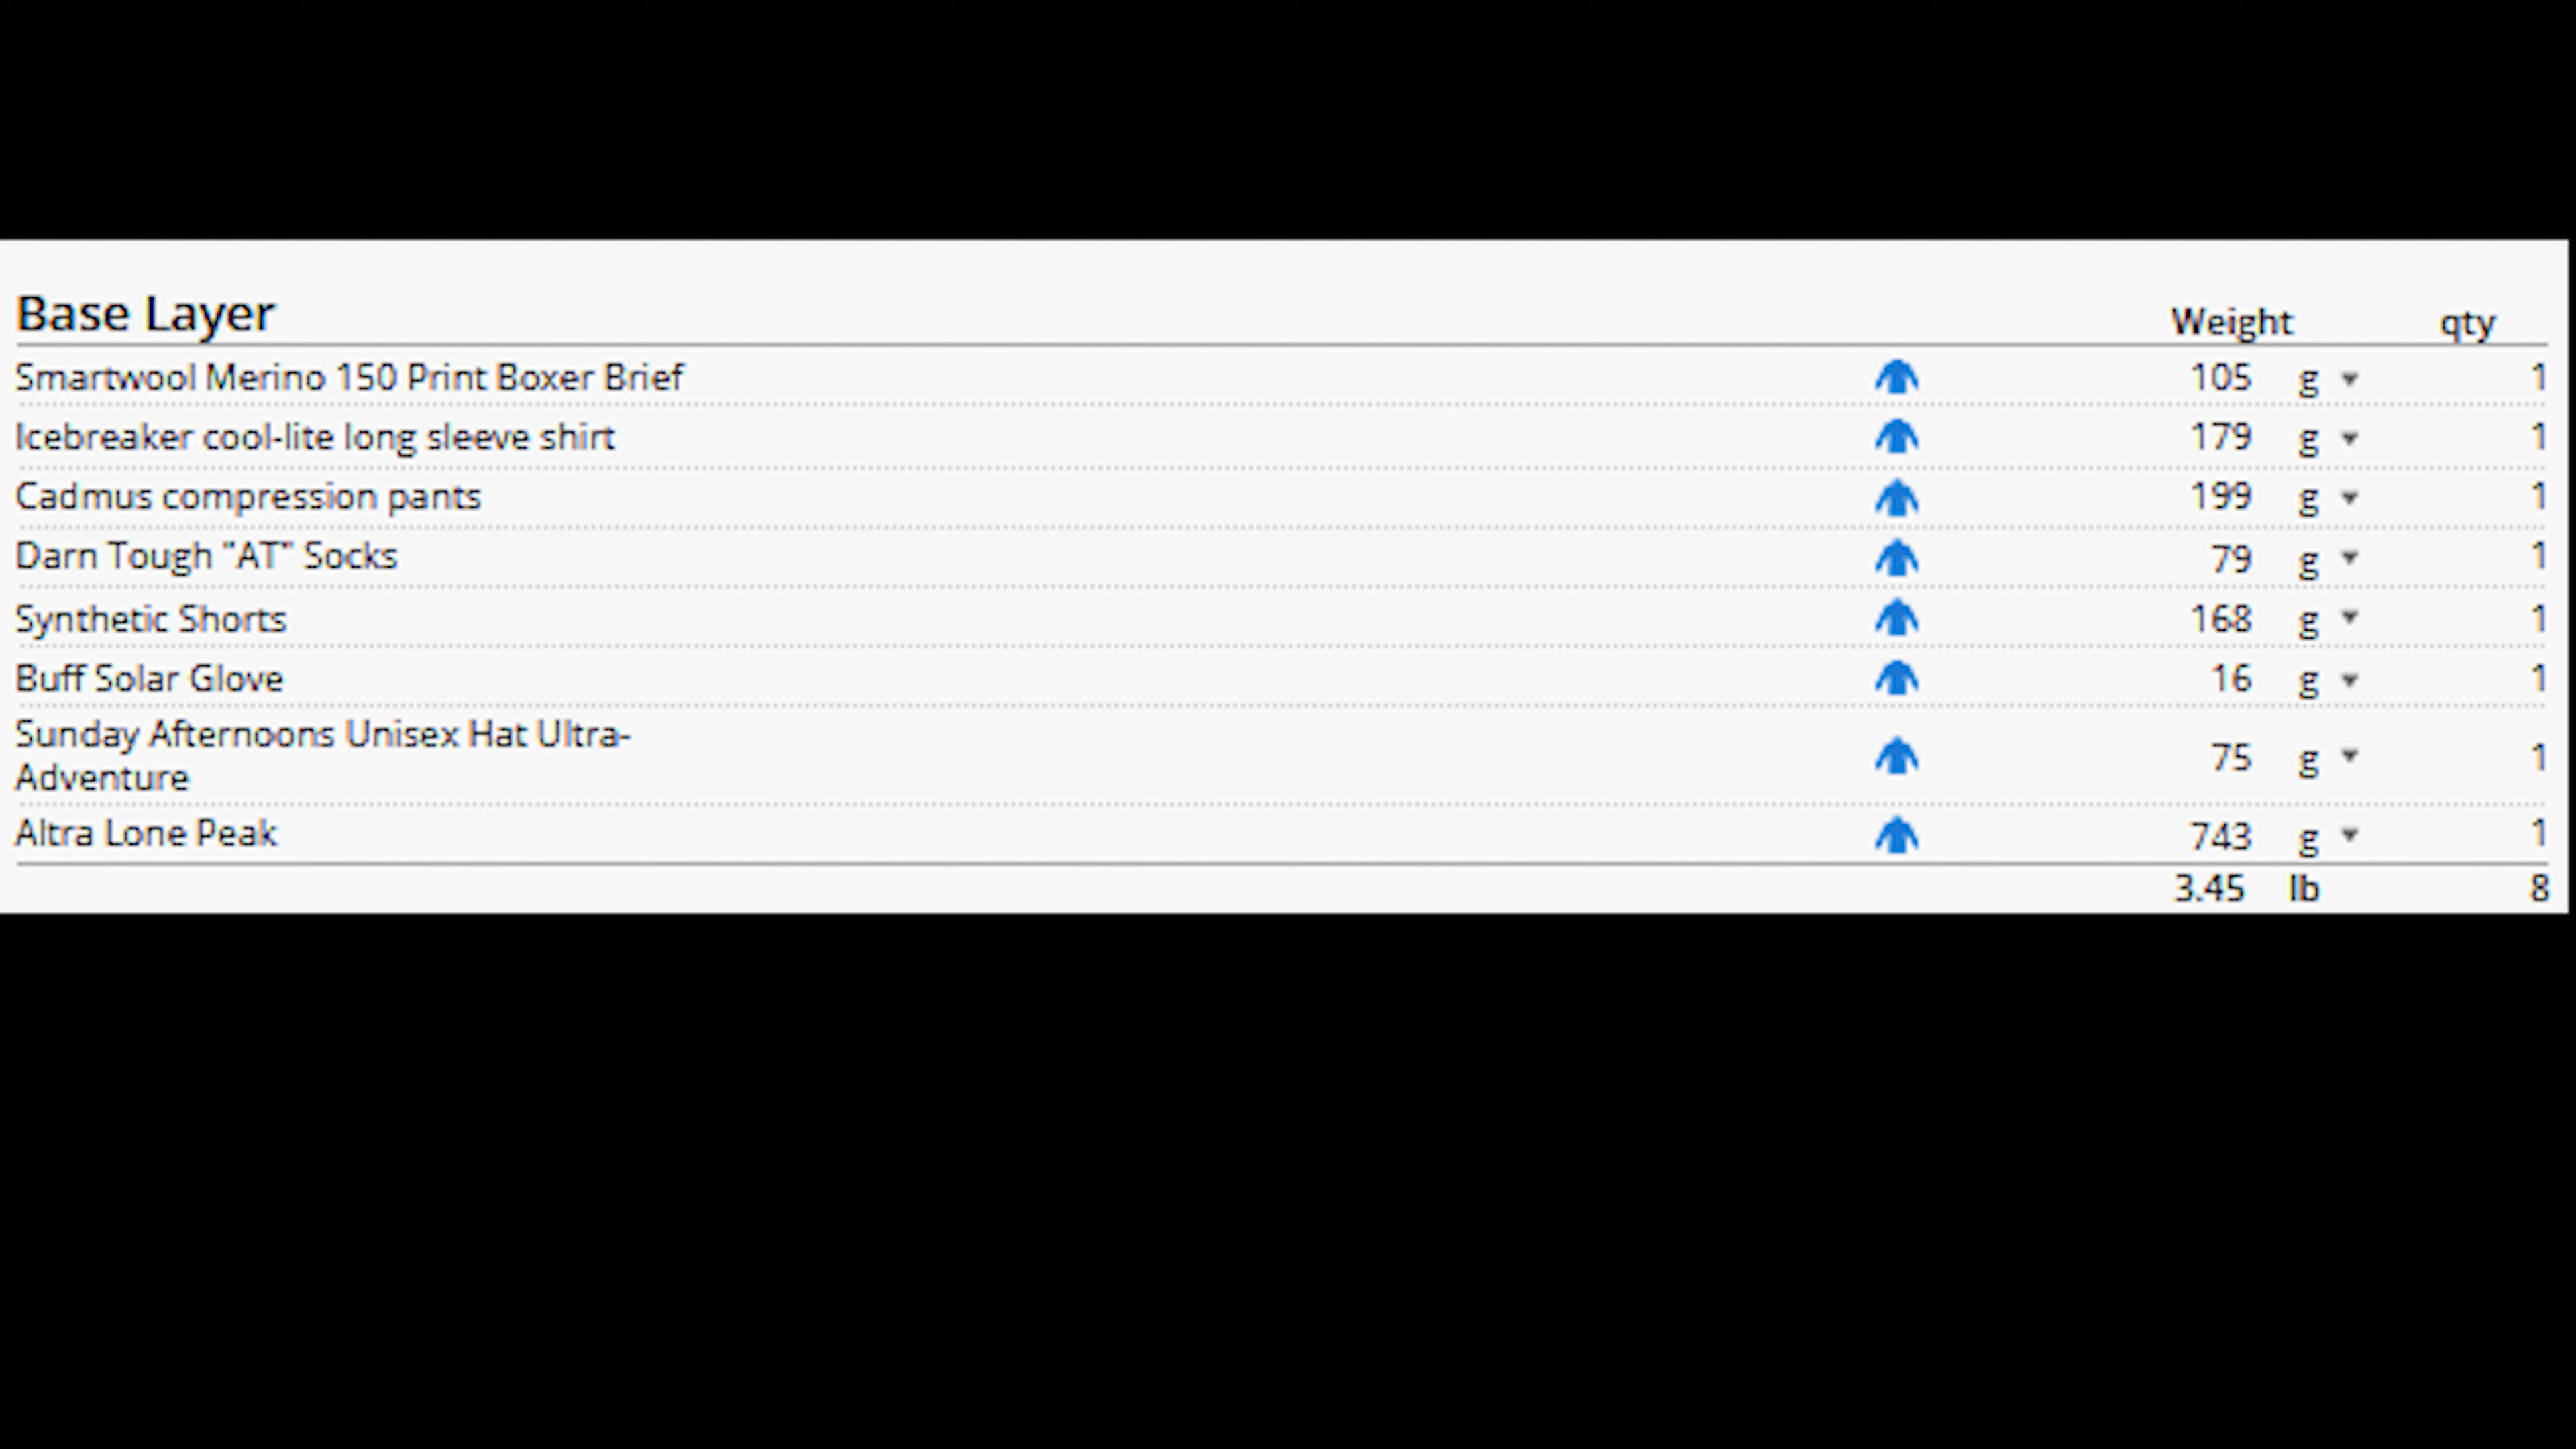 Base Layer Weight qty
Smartwool Merino 150 Print Boxer Brief 105 g 1
Icebreaker cool-lite long sleeve shirt 179 g 1
Cadmus compression pants 199 g 1
Darn Tough "AT" Socks 79 g 1
Synthetic Shorts 168 g 1
Buff Solar Glove 16 g 1
Sunday Afternoons Unisex Hat Ultra-
Adventure 75 g 1
Altra Lone Peak 743 g 1
3.45 lb 8